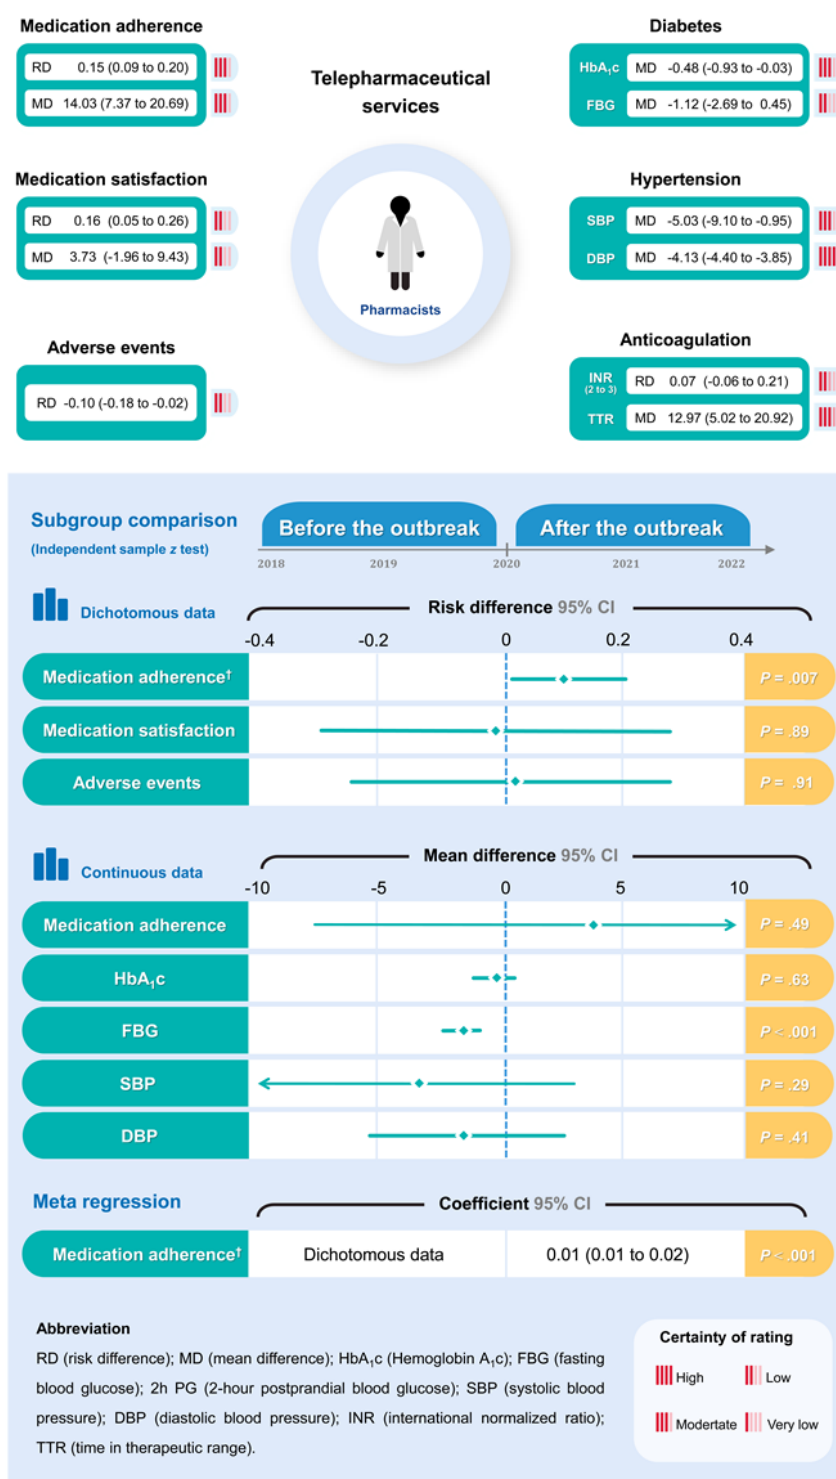 Medication adherence
RD 0.15 (0.09 to 0.20)
MD 14.03 (7.37 to 20.69)
Medication satisfaction
RD 0.16 (0.05 to 0.26)
MD 3.73 (-1.96 to 9.43)
Adverse events
RD -0.10 (-0.18 to -0.02)
Telepharmaceutical
services
Pharmacists
Diabetes
HbA₁c MD -0.48 (-0.93 to -0.03)
FBG MD -1.12 (-2.69 to 0.45)
Hypertension
SBP MD -5.03 (-9.10 to -0.95)
DBP MD -4.13 (-4.40 to -3.85)
Anticoagulation
INR (2 to 3) RD 0.07 (-0.06 to 0.21)
TTR MD 12.97 (5.02 to 20.92)
Subgroup comparison
(Independent sample z test)
Before the outbreak After the outbreak
2018 2019 2020 2021 2022
Dichotomous data
Risk difference 95% CI
-0.4 -0.2 0 0.2 0.4
Medication adherence† P = .007
Medication satisfaction P = .89
Adverse events P = .91
Continuous data
Mean difference 95% CI
-10 -5 0 5 10
Medication adherence P = .49
HbA₁c P = .63
FBG P < .001
SBP P = .29
DBP P = .41
Meta regression
Coefficient 95% CI
Medication adherence† Dichotomous data 0.01 (0.01 to 0.02) P < .001
Abbreviation
RD (risk difference); MD (mean difference); HbA₁c (Hemoglobin A₁c); FBG (fasting
blood glucose); 2h PG (2-hour postprandial blood glucose); SBP (systolic blood
pressure); DBP (diastolic blood pressure); INR (international normalized ratio);
TTR (time in therapeutic range).
Certainty of rating
High Low
Modertate Very low